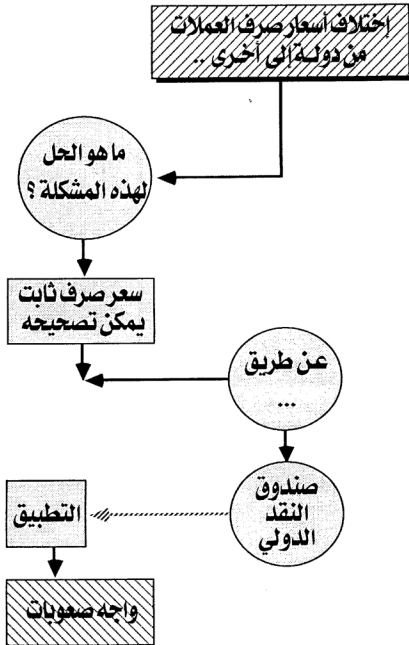 إختلاف أسعار صرف العملات
من دولة إلى أخرى ..
ما هو الحل
لهذه المشكلة ؟
سعر صرف ثابت
يمكن تصحيحه
عن طريق
...
صندوق
النقد
الدولي
التطبيق
واجه صعوبات